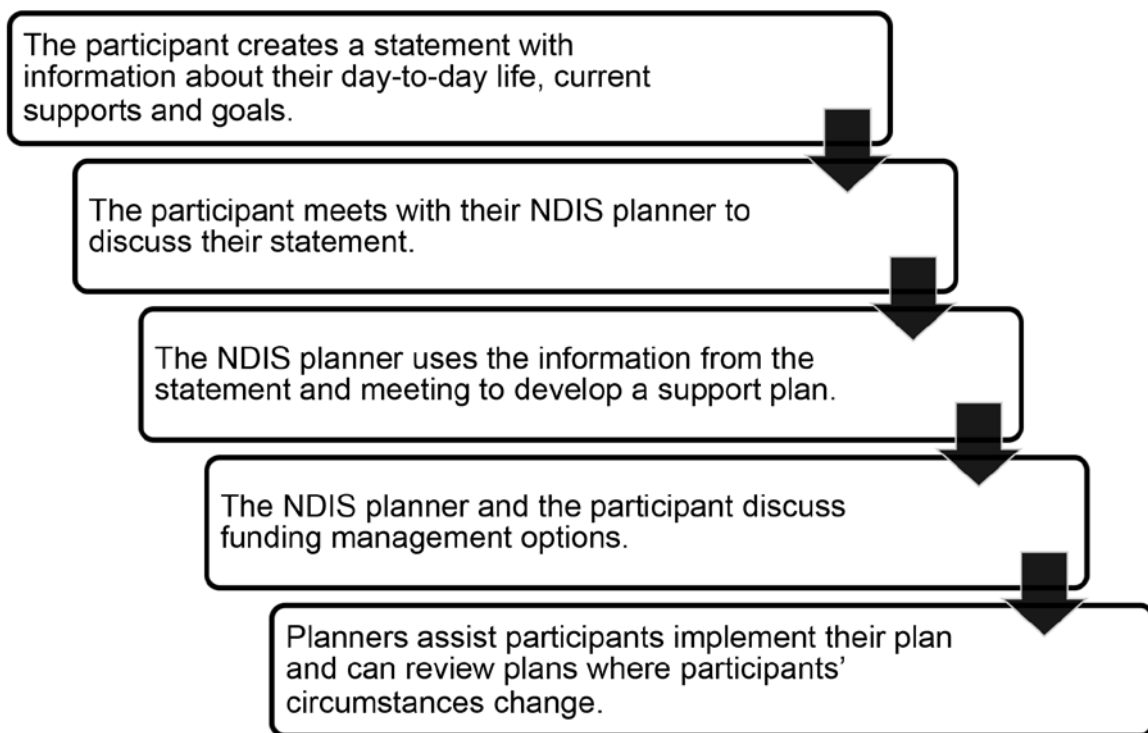 The participant creates a statement with
information about their day-to-day life, current
supports and goals.
The participant meets with their NDIS planner to
discuss their statement.
The NDIS planner uses the information from the
statement and meeting to develop a support plan.
The NDIS planner and the participant discuss
funding management options.
Planners assist participants implement their plan
and can review plans where participants’
circumstances change.